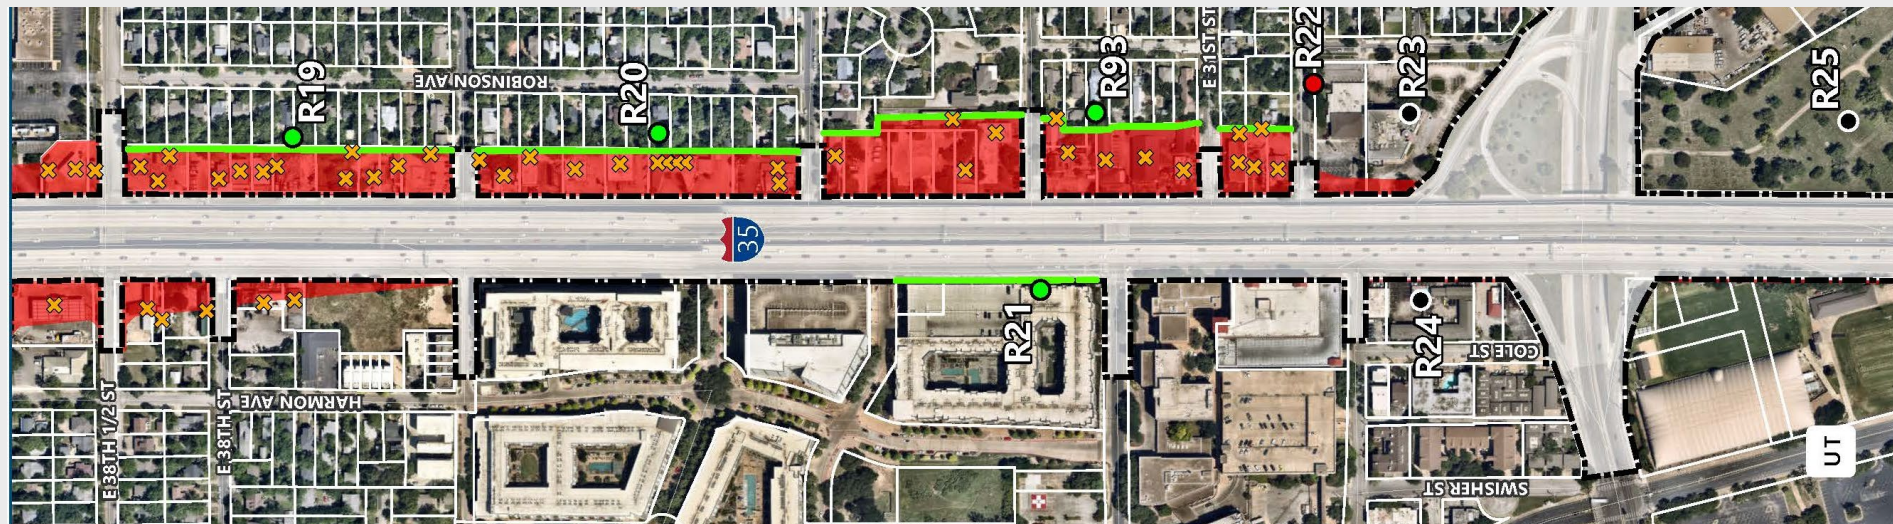 R19
ROBINSON AVE
R20
R93
E 31ST ST
R22
R23
R25
35
R21
R24
COLE ST
E 38TH 1/2 ST
E 38TH ST
HARMON AVE
SWISHER ST
UT